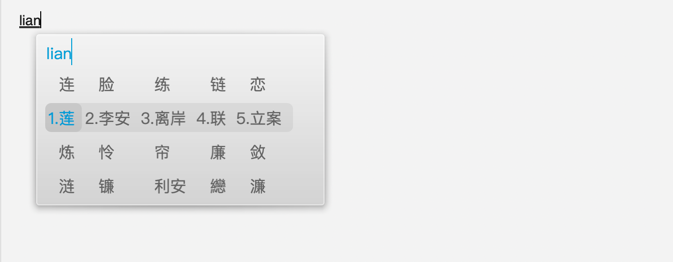 lian
lian
连 脸 练 链 恋
1.莲 2.李安 3.离岸 4.联 5.立案
炼 怜 帘 廉 敛
涟 镰 利安 戀 濂